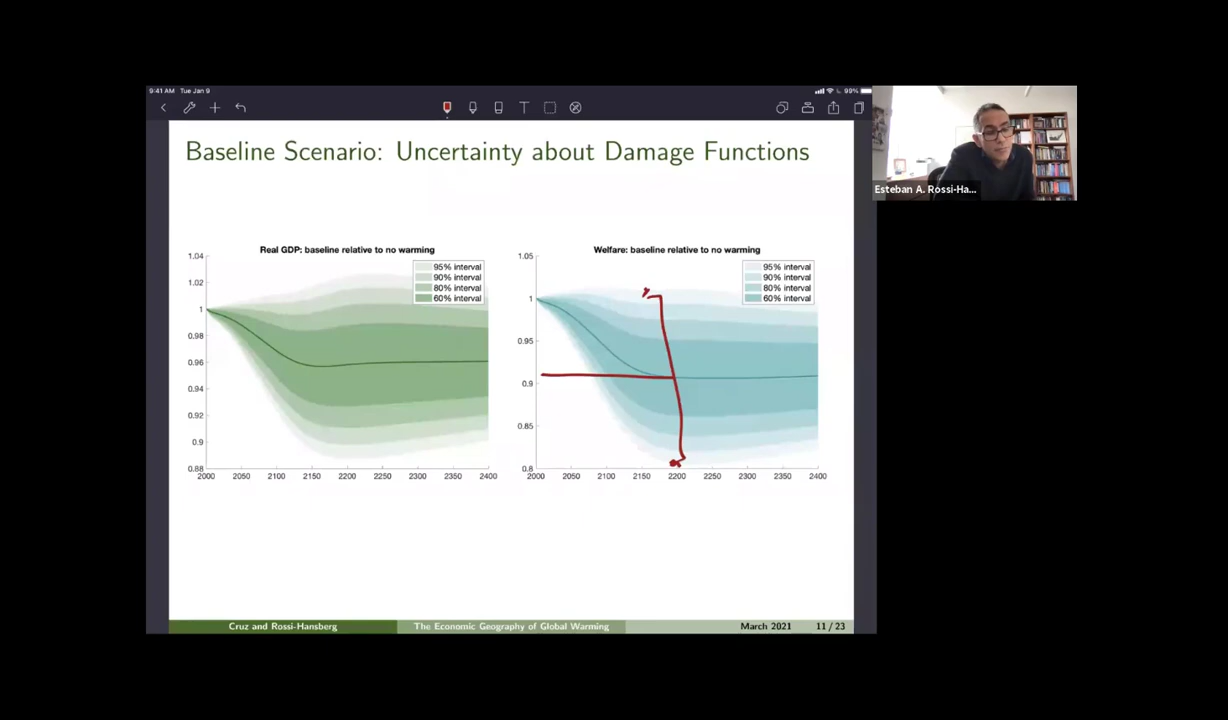 9:41 AM Tue Jan 9
99%
Baseline Scenario: Uncertainty about Damage Functions
Real GDP: baseline relative to no warming
1.04
1.02
1
0.98
0.96
0.94
0.92
0.9
0.88
95% interval
90% interval
80% interval
60% interval
2000 2050 2100 2150 2200 2250 2300 2350 2400
Welfare: baseline relative to no warming
1.05
1
0.95
0.9
0.85
0.8
95% interval
90% interval
80% interval
60% interval
2000 2050 2100 2150 2200 2250 2300 2350 2400
Cruz and Rossi-Hansberg The Economic Geography of Global Warming March 2021 11 / 23
Esteban A. Rossi-Ha...